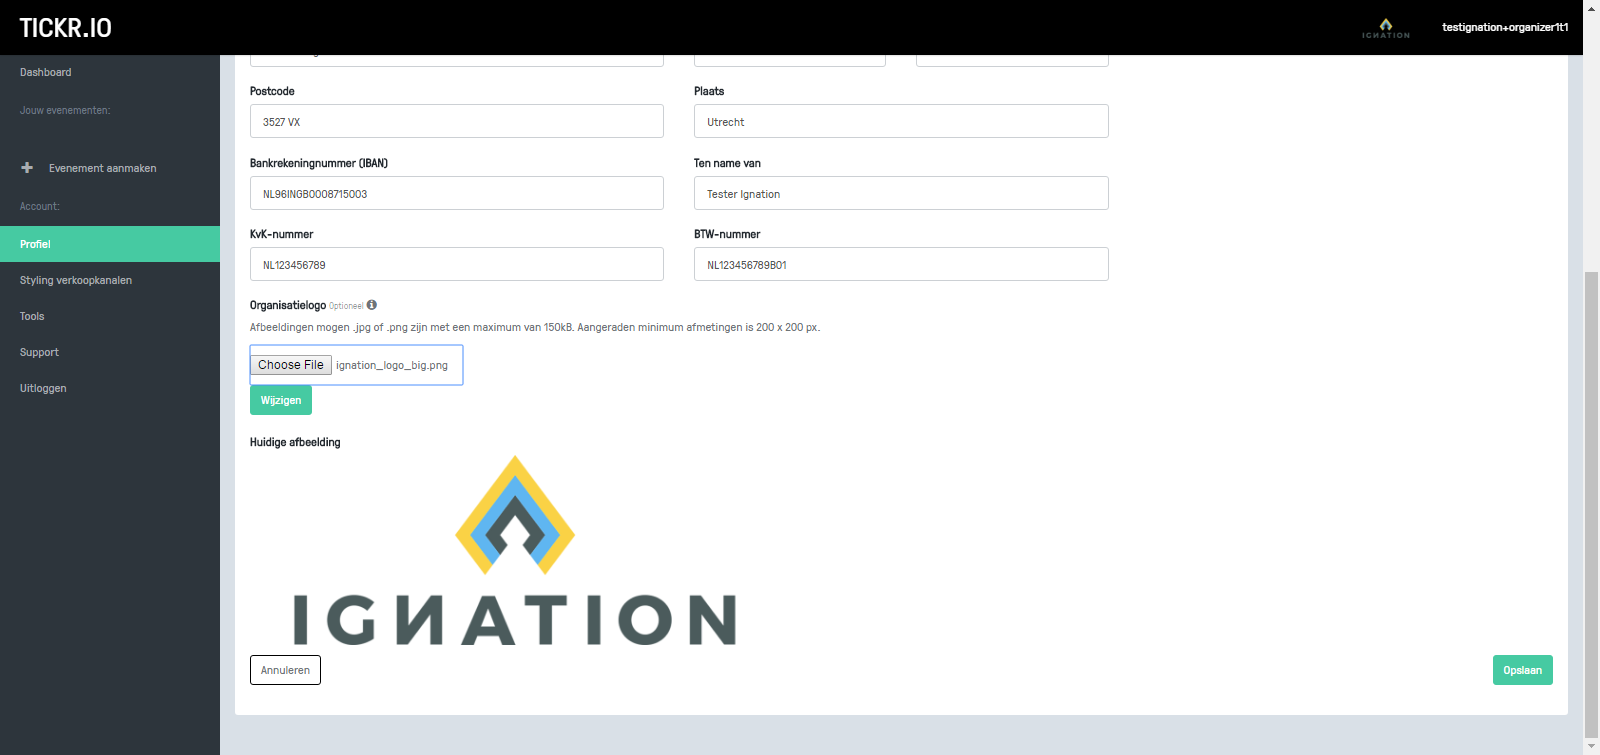 TICKR.IO
IGNATION
testignation+organizer1t1
Dashboard
Jouw evenementen:
Evenement aanmaken
Account:
Profiel
Styling verkoopkanalen
Tools
Support
Uitloggen
Postcode
Plaats
3527 VX
Utrecht
Bankrekeningnummer (IBAN)
Ten name van
NL96INGB0008715003
Tester Ignation
KvK-nummer
BTW-nummer
NL123456789
NL123456789B01
Organisatielogo Optioneel
Afbeeldingen mogen .jpg of .png zijn met een maximum van 150kB. Aangeraden minimum afmetingen is 200 x 200 px.
Choose File ignation_logo_big.png
Wijzigen
Huidige afbeelding
IGNATION
Annuleren
Opslaan